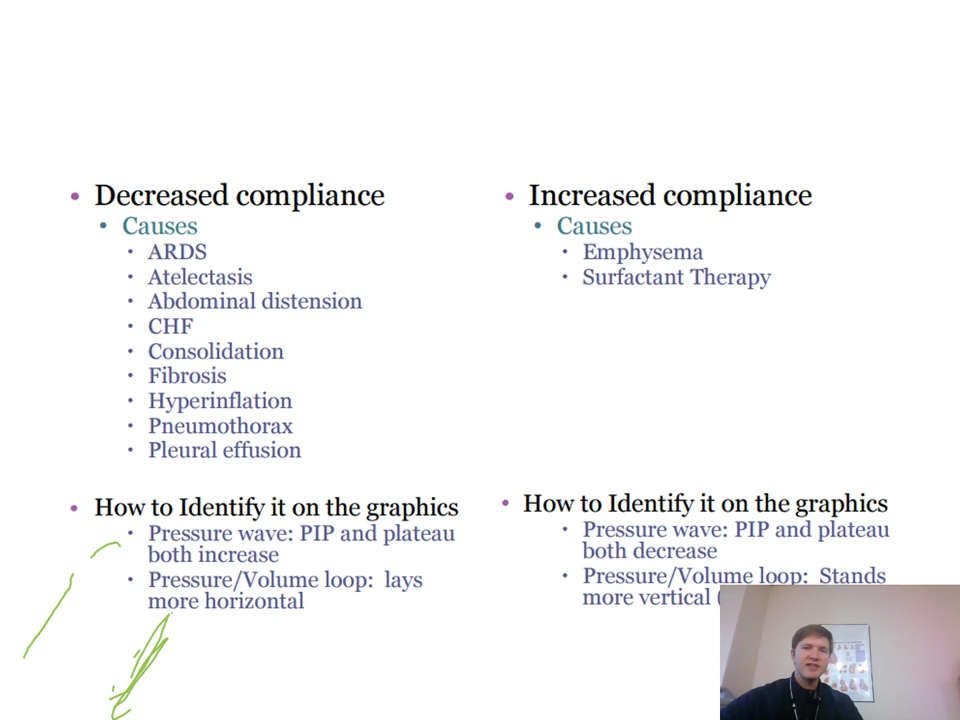 Decreased compliance
Causes
ARDS
Atelectasis
Abdominal distension
CHF
Consolidation
Fibrosis
Hyperinflation
Pneumothorax
Pleural effusion
How to Identify it on the graphics
Pressure wave: PIP and plateau
both increase
Pressure/Volume loop: lays
more horizontal
Increased compliance
Causes
Emphysema
Surfactant Therapy
How to Identify it on the graphics
Pressure wave: PIP and plateau
both decrease
Pressure/Volume loop: Stands
more vertical (